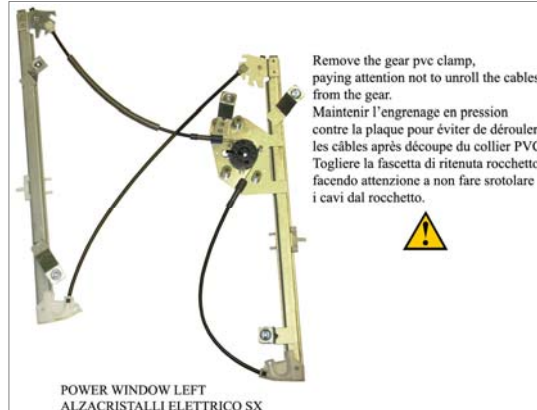 Remove the gear pvc clamp,
paying attention not to unroll the cables
from the gear.
Maintenir l'engrenage en pression
contre la plaque pour éviter de dérouler
les câbles après découpe du collier PVC
Togliere la fascetta di ritenuta rocchetto
facendo attenzione a non fare srotolare
i cavi dal rocchetto.
POWER WINDOW LEFT
ALZACRISTALLI ELETTRICO SX